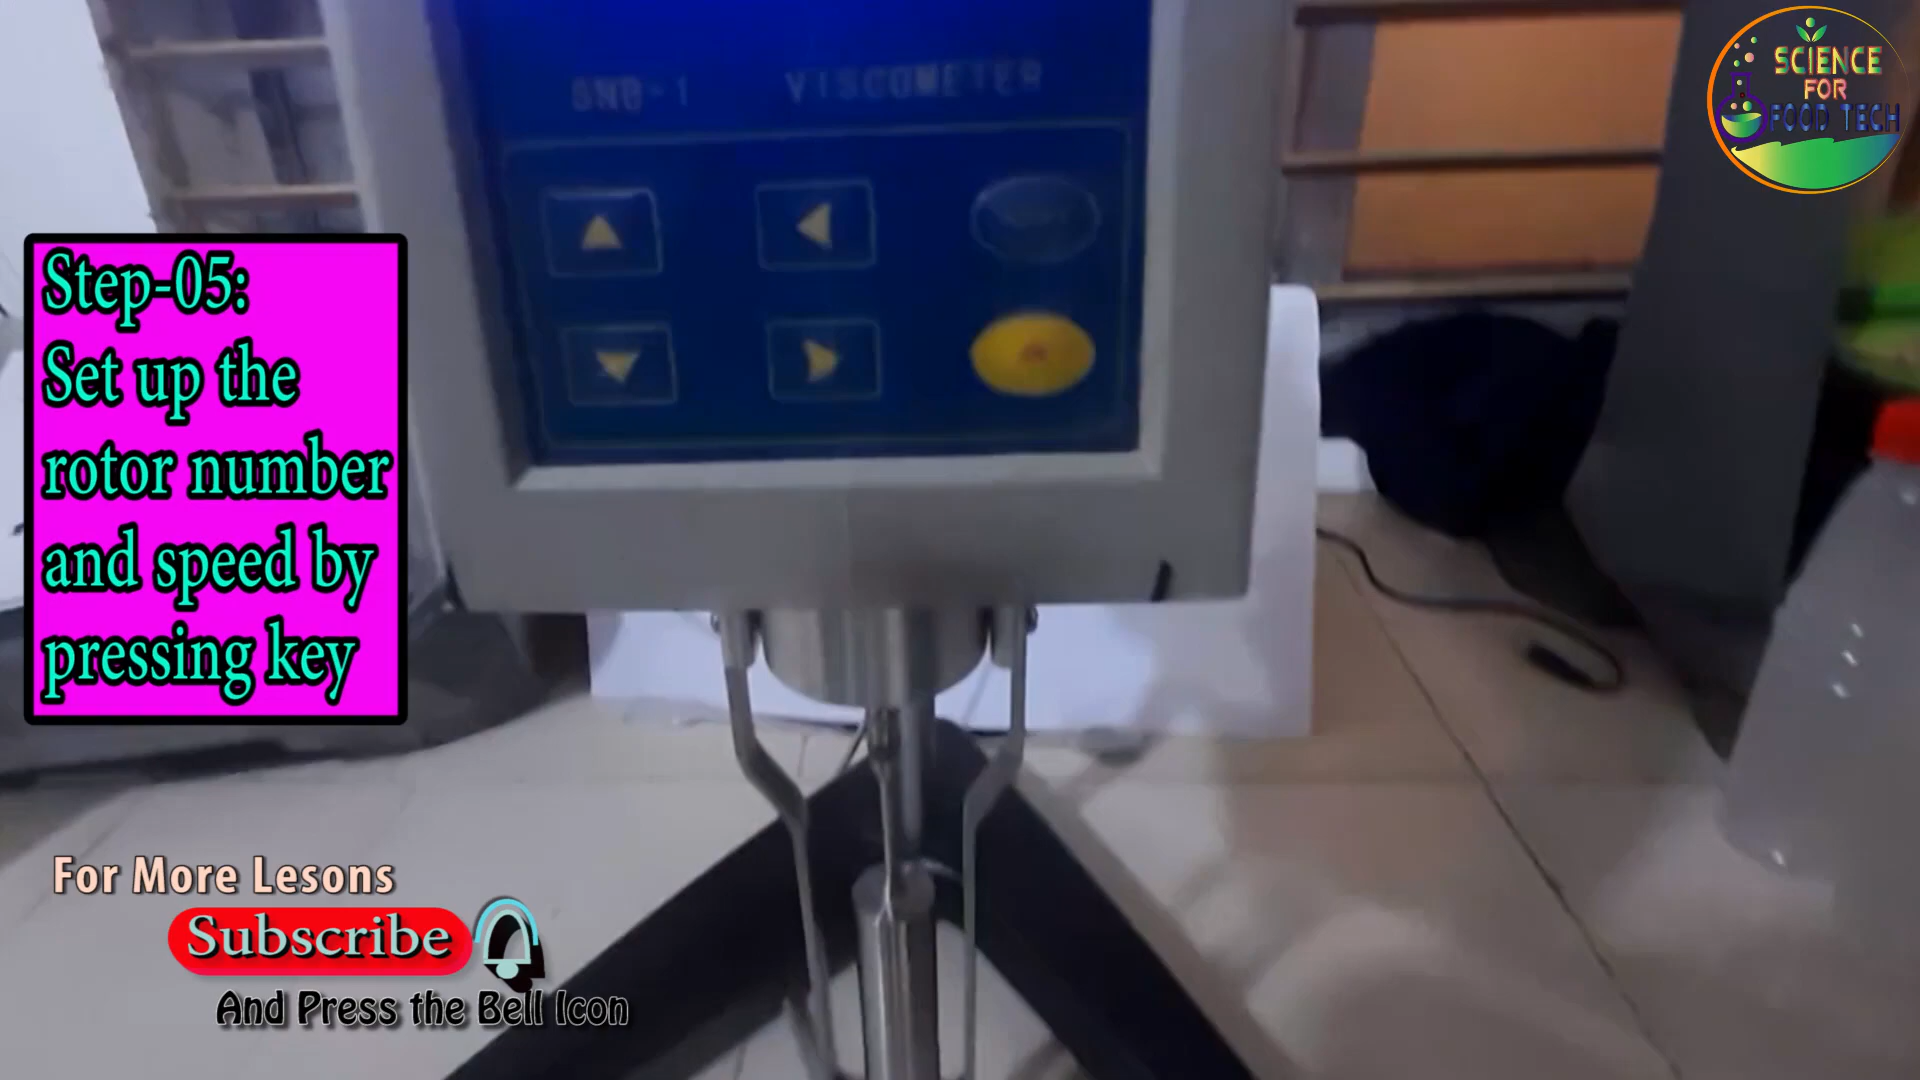 SNB-1 VISCOMETER
SCIENCE
FOR
FOOD TECH
Step-05:
Set up the
rotor number
and speed by
pressing key
For More Lesons
Subscribe
And Press the Bell Icon